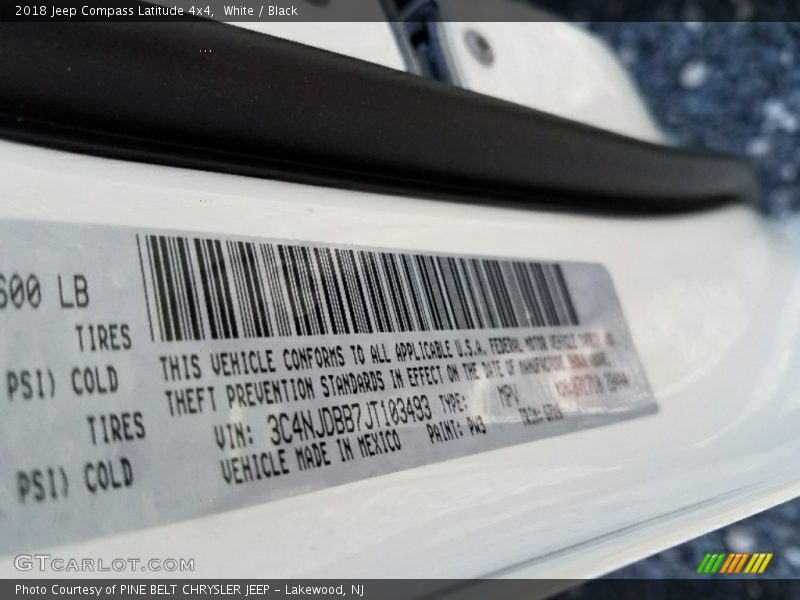 2018 Jeep Compass Latitude 4x4,  White / Black
600 LB
TIRES
PSI) COLD
TIRES
PSI) COLD
THIS VEHICLE CONFORMS TO ALL APPLICABLE U.S.A. FEDERAL MOTOR VEHICLE SAFETY
THEFT PREVENTION STANDARDS IN EFFECT ON THE DATE OF MANUFACTURE SHOWN ABOVE.
VIN: 3C4NJDBB7JT103493 TYPE: MPV
VEHICLE MADE IN MEXICO PAINT: PW3
GTCARLOT.COM
Photo Courtesy of PINE BELT CHRYSLER JEEP - Lakewood, NJ